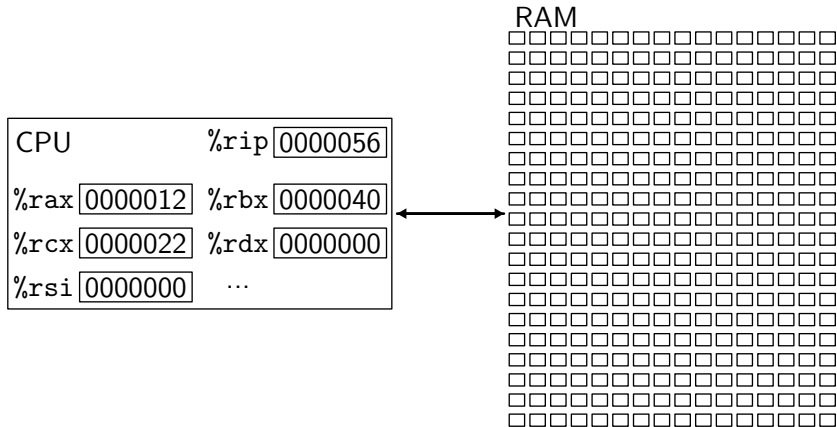 RAM
CPU %rip 0000056
%rax 0000012 %rbx 0000040
%rcx 0000022 %rdx 0000000
%rsi 0000000 ...